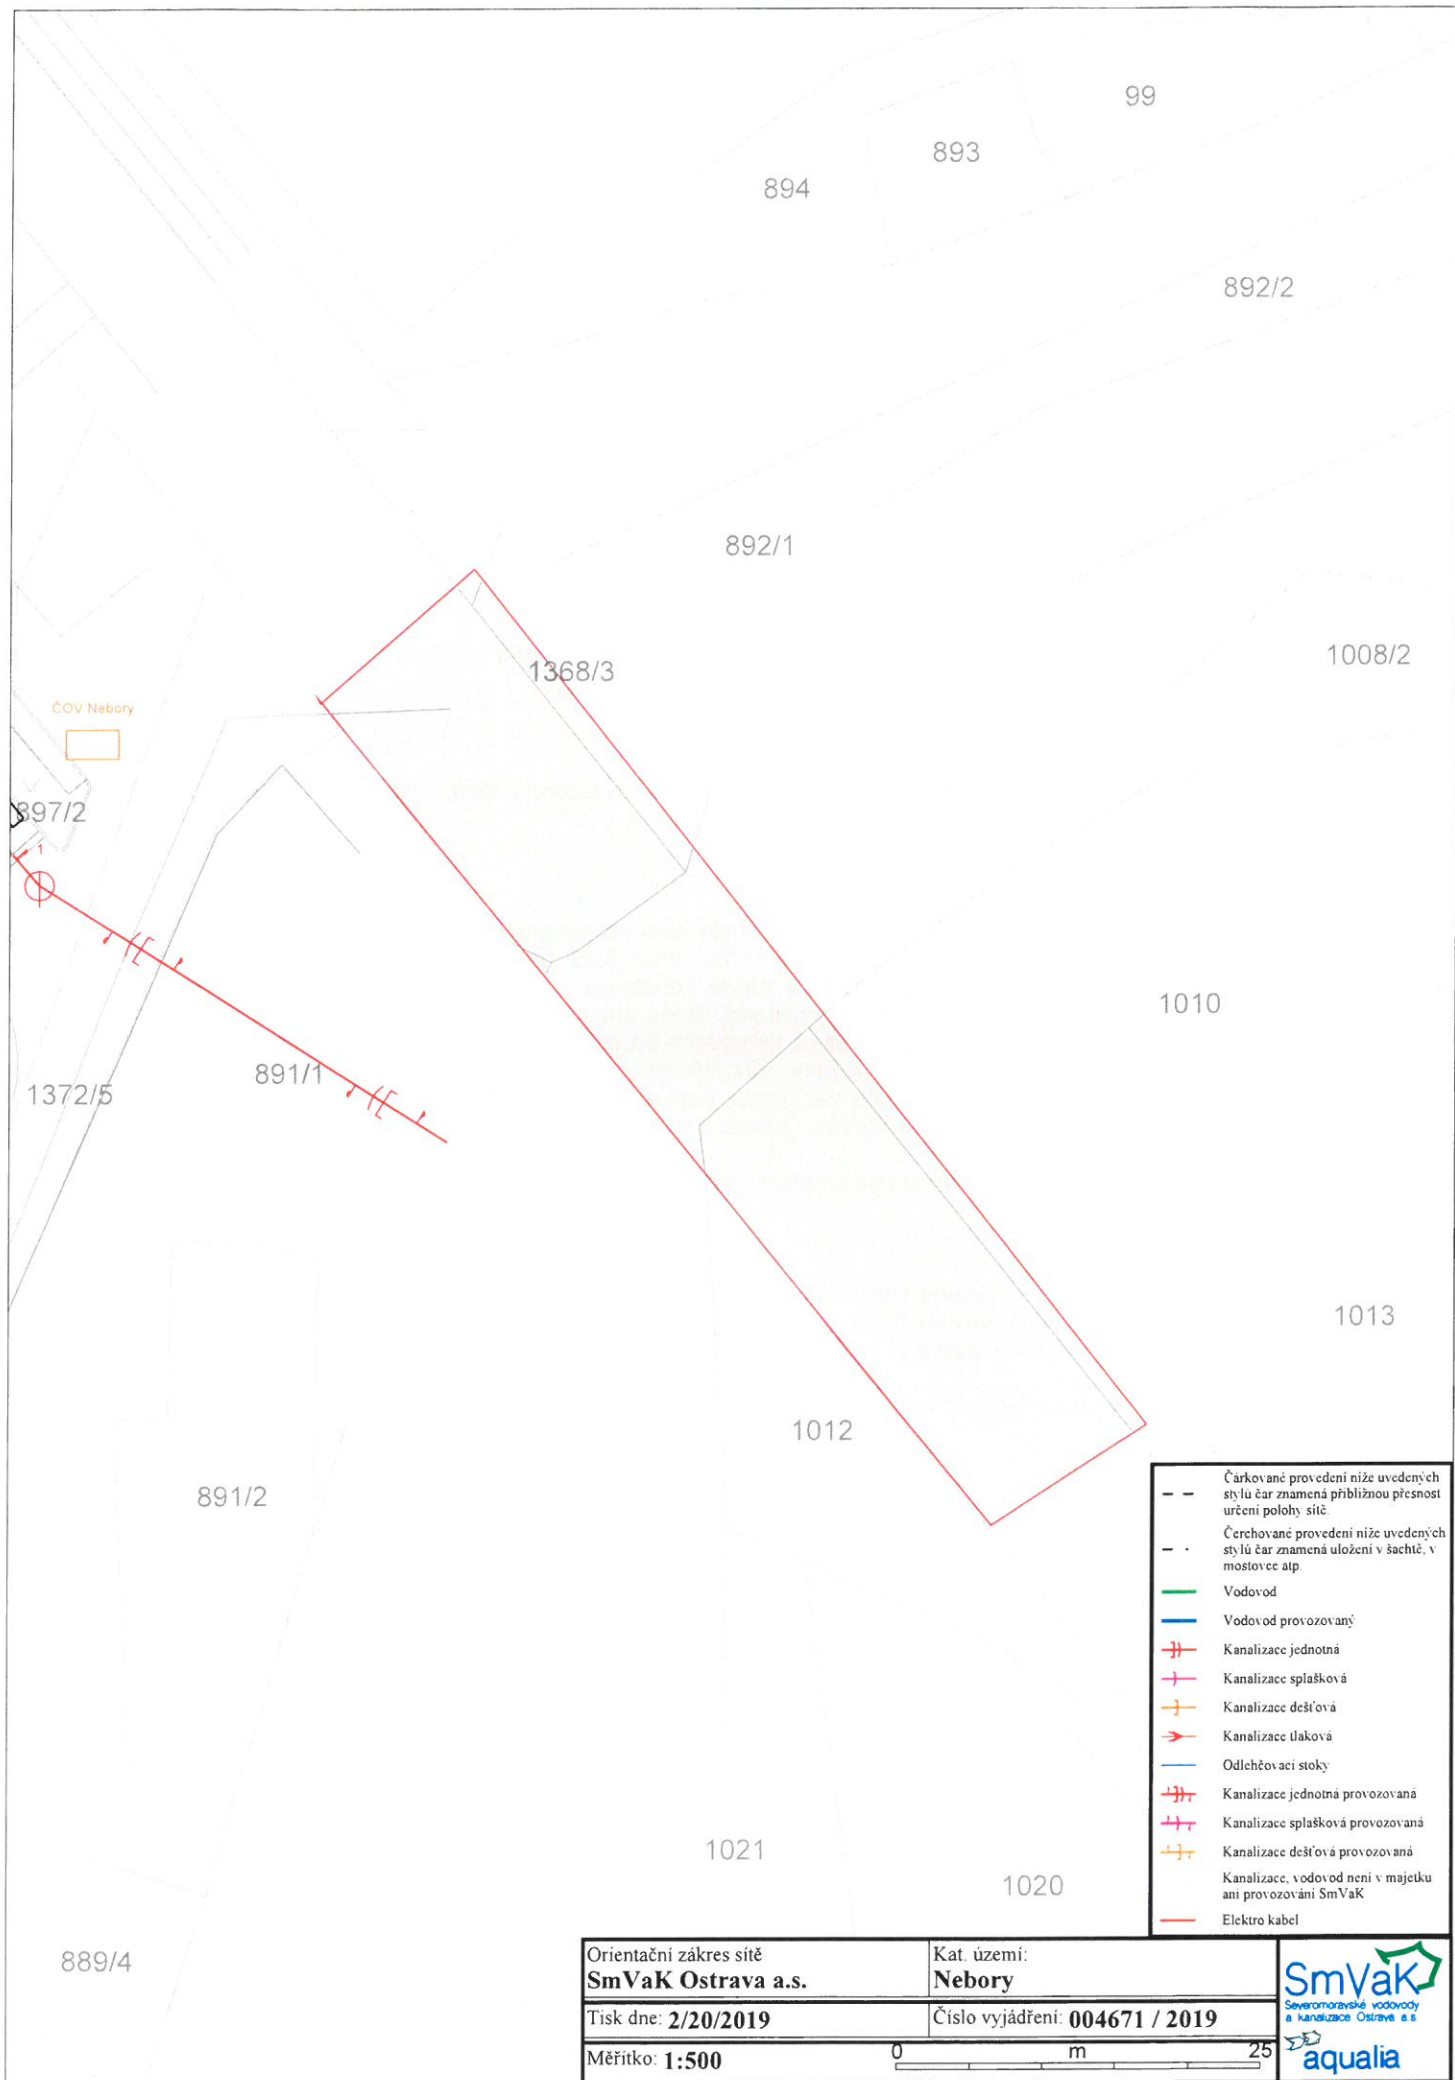 99
893
894
892/2
892/1
1368/3
1008/2
ČOV Nebory
897/2
1
1010
891/1
1372/5
1013
1012
891/2
1021
1020
889/4
Čárkované provedení níže uvedených
stylů čar znamená přibližnou přesnost
určení polohy sítě.
Čerchované provedení níže uvedených
stylů čar znamená uložení v šachtě, v
mostovce atp.
Vodovod
Vodovod provozovaný
Kanalizace jednotná
Kanalizace splašková
Kanalizace dešťová
Kanalizace tlaková
Odlehčovací stoky
Kanalizace jednotná provozovaná
Kanalizace splašková provozovaná
Kanalizace dešťová provozovaná
Kanalizace, vodovod není v majetku
ani provozování SmVaK
Elektro kabel
Orientační zákres sítě
SmVaK Ostrava a.s.
Kat. území:
Nebory
Tisk dne: 2/20/2019
Číslo vyjádření: 004671 / 2019
Měřítko: 1:500
0 m 25
SmVaK
Severomoravské vodovody
a kanalizace Ostrava a.s
aqualia